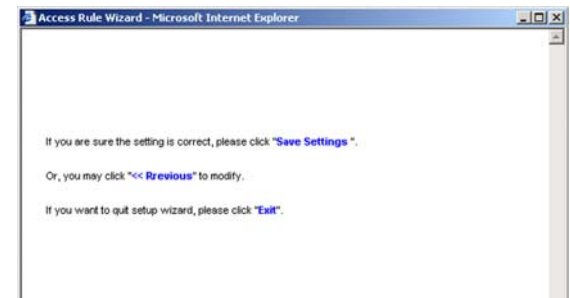 Access Rule Wizard - Microsoft Internet Explorer
If you are sure the setting is correct, please click "Save Settings ".
Or, you may click "<< Rrevious" to modify.
If you want to quit setup wizard, please click "Exit".